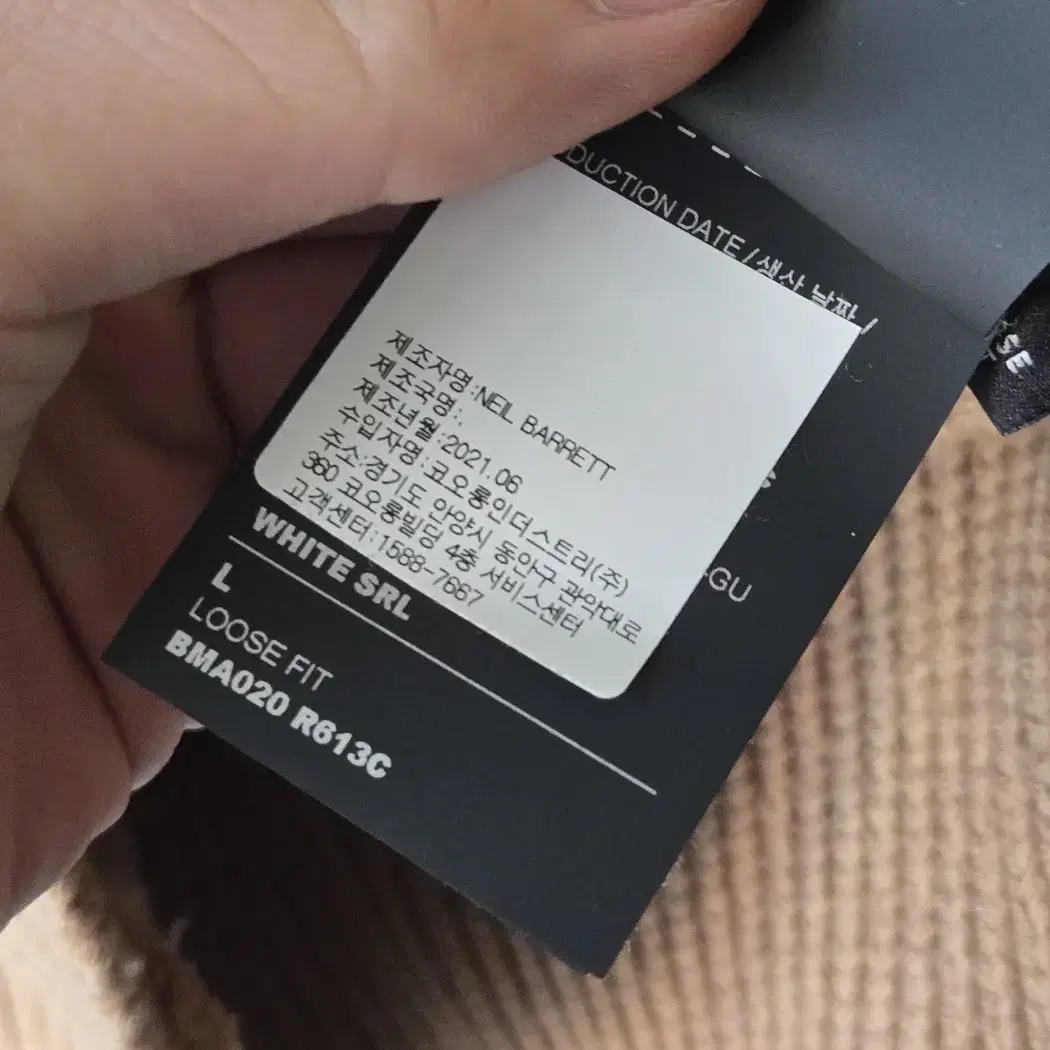 DUCTION DATE / 생산 날짜 /
제조자명:NEIL BARRETT
제조국명:.
제조년월:2021.06
수입자명:코오롱인더스트리(주)
주소:경기도 안양시 동안구 관악대로
360 코오롱빌딩 4층 서비스센터
고객센터:1588-7667
-GU
WHITE SRL
L
LOOSE FIT
BMA020 R613C